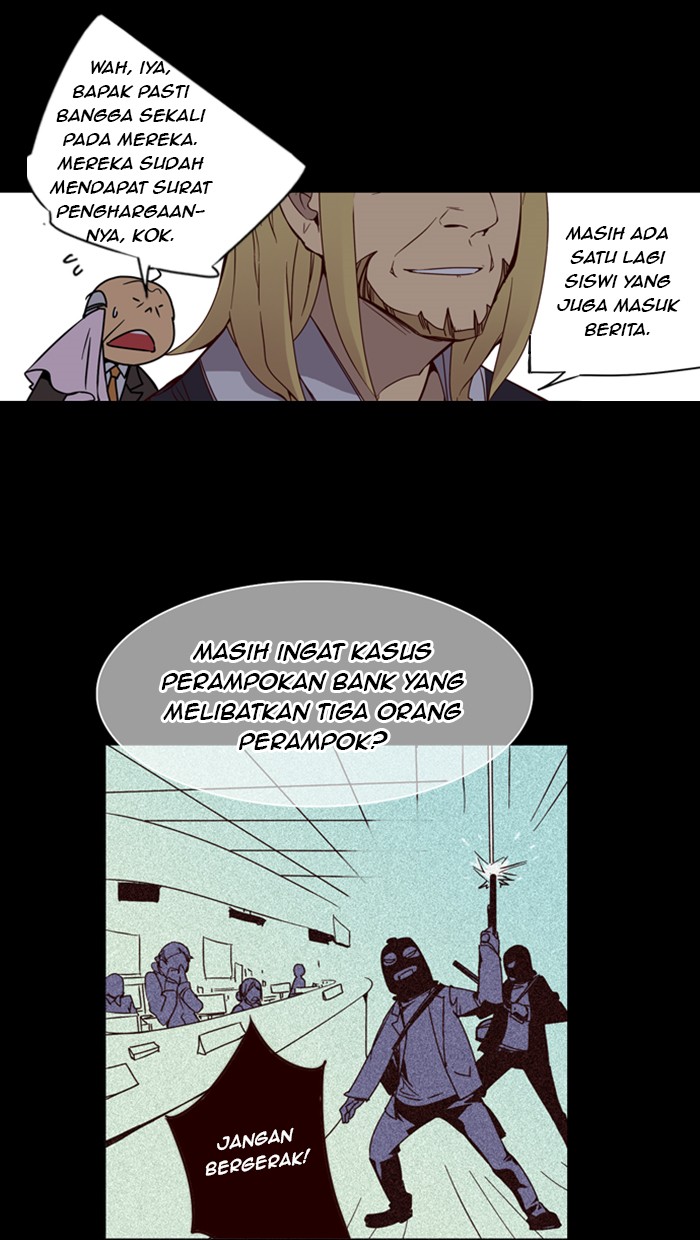 WAH, IYA,
BAPAK PASTI
BANGGA SEKALI
PADA MEREKA.
MEREKA SUDAH
MENDAPAT SURAT
PENGHARGAAN-
NYA, KOK.
MASIH ADA
SATU LAGI
SISWI YANG
JUGA MASUK
BERITA.
MASIH INGAT KASUS
PERAMPOKAN BANK YANG
MELIBATKAN TIGA ORANG
PERAMPOK?
JANGAN
BERGERAK!